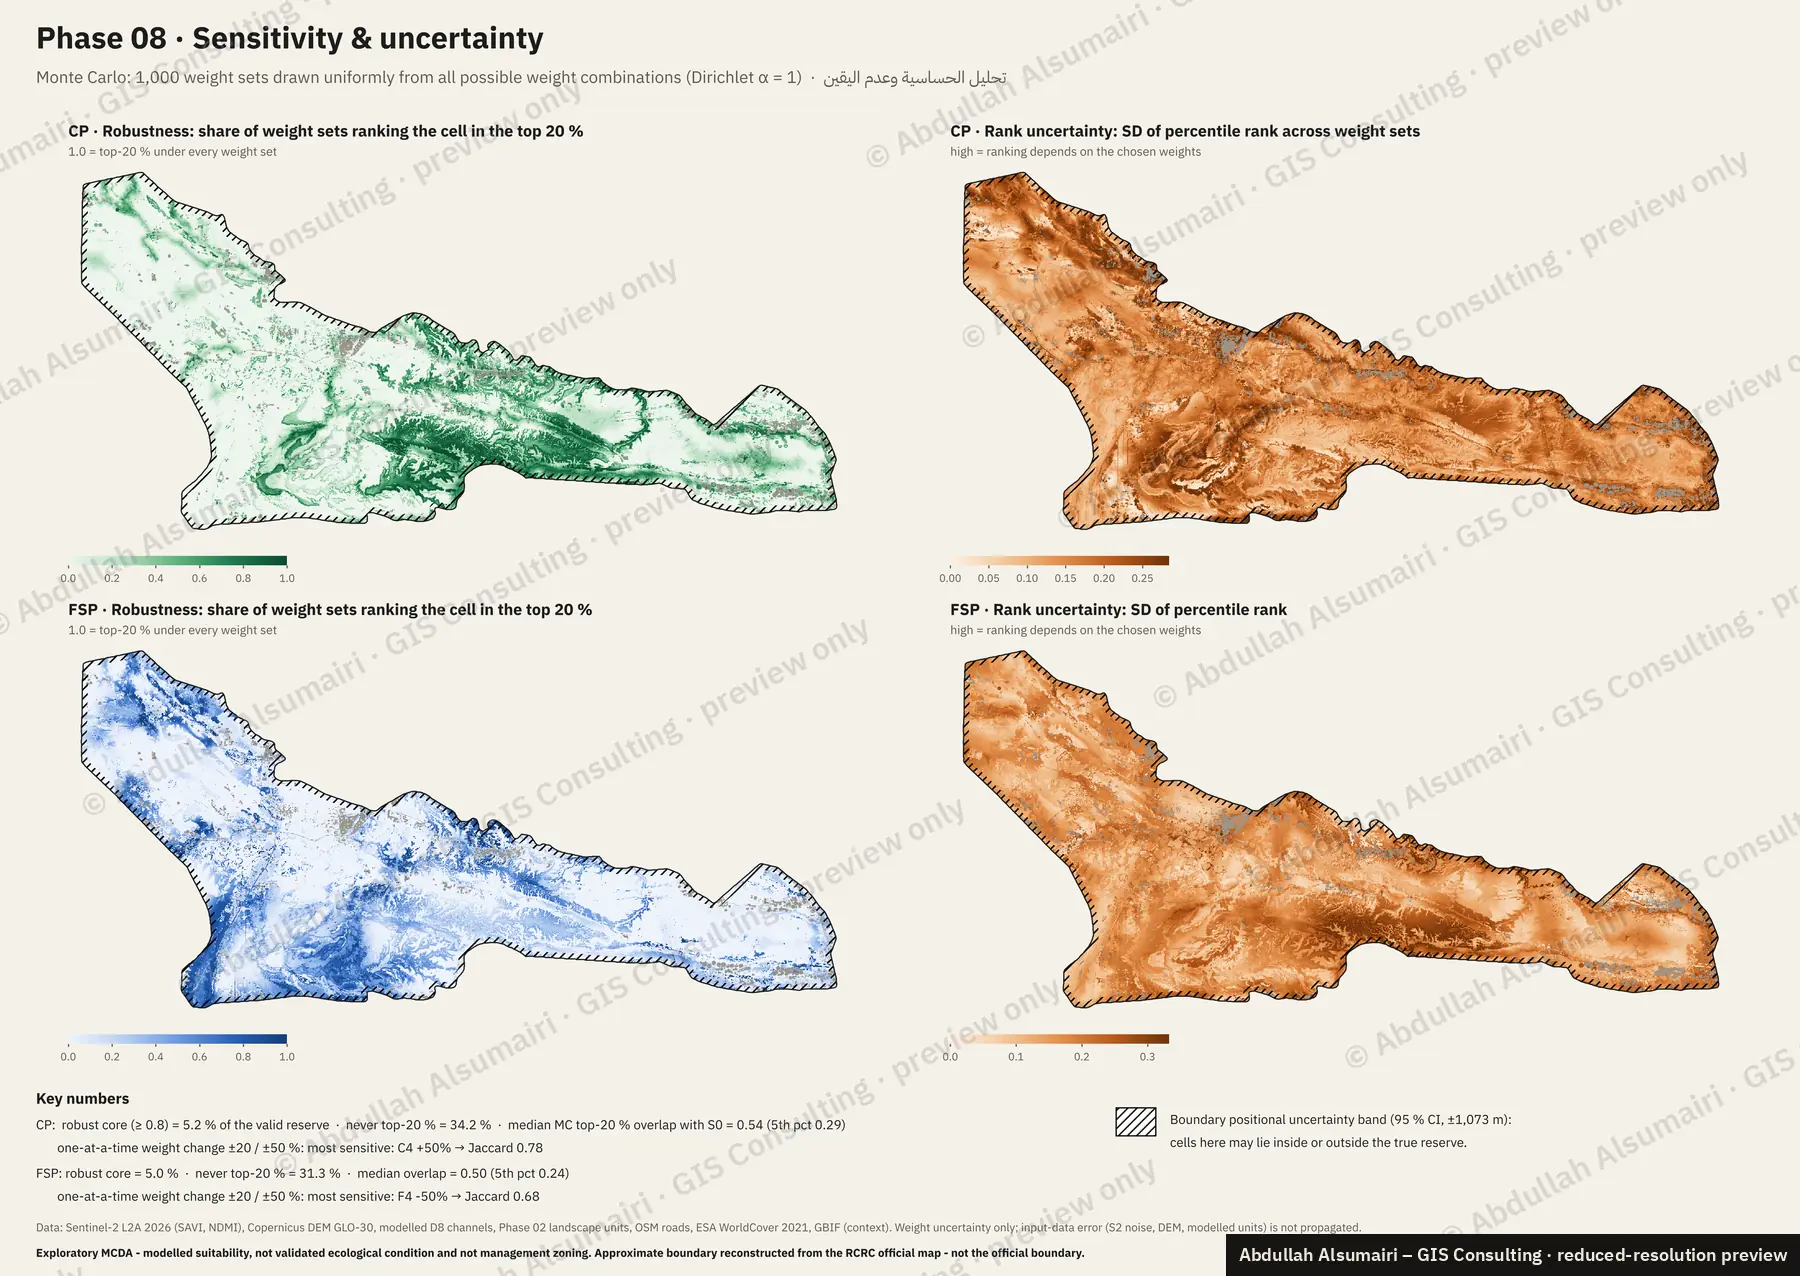 Phase 08 · Sensitivity & uncertainty
Monte Carlo: 1,000 weight sets drawn uniformly from all possible weight combinations (Dirichlet α = 1) · تحليل الحساسية وعدم اليقين
CP · Robustness: share of weight sets ranking the cell in the top 20 %
1.0 = top-20 % under every weight set
CP · Rank uncertainty: SD of percentile rank across weight sets
high = ranking depends on the chosen weights
0.0 0.2 0.4 0.6 0.8 1.0
0.00 0.05 0.10 0.15 0.20 0.25
FSP · Robustness: share of weight sets ranking the cell in the top 20 %
1.0 = top-20 % under every weight set
FSP · Rank uncertainty: SD of percentile rank
high = ranking depends on the chosen weights
0.0 0.2 0.4 0.6 0.8 1.0
0.0 0.1 0.2 0.3
Key numbers
CP: robust core (≥ 0.8) = 5.2 % of the valid reserve · never top-20 % = 34.2 % · median MC top-20 % overlap with S0 = 0.54 (5th pct 0.29)
one-at-a-time weight change ±20 / ±50 %: most sensitive: C4 +50% → Jaccard 0.78
FSP: robust core = 5.0 % · never top-20 % = 31.3 % · median overlap = 0.50 (5th pct 0.24)
one-at-a-time weight change ±20 / ±50 %: most sensitive: F4 -50% → Jaccard 0.68
Boundary positional uncertainty band (95 % CI, ±1,073 m):
cells here may lie inside or outside the true reserve.
Data: Sentinel-2 L2A 2026 (SAVI, NDMI), Copernicus DEM GLO-30, modelled D8 channels, Phase 02 landscape units, OSM roads, ESA WorldCover 2021, GBIF (context). Weight uncertainty only; input-data error (S2 noise, DEM, modelled units) is not propagated.
Exploratory MCDA - modelled suitability, not validated ecological condition and not management zoning. Approximate boundary reconstructed from the RCRC official map - not the official boundary.
Abdullah Alsumairi – GIS Consulting · reduced-resolution preview
© Abdullah Alsumairi · GIS Consulting · preview only